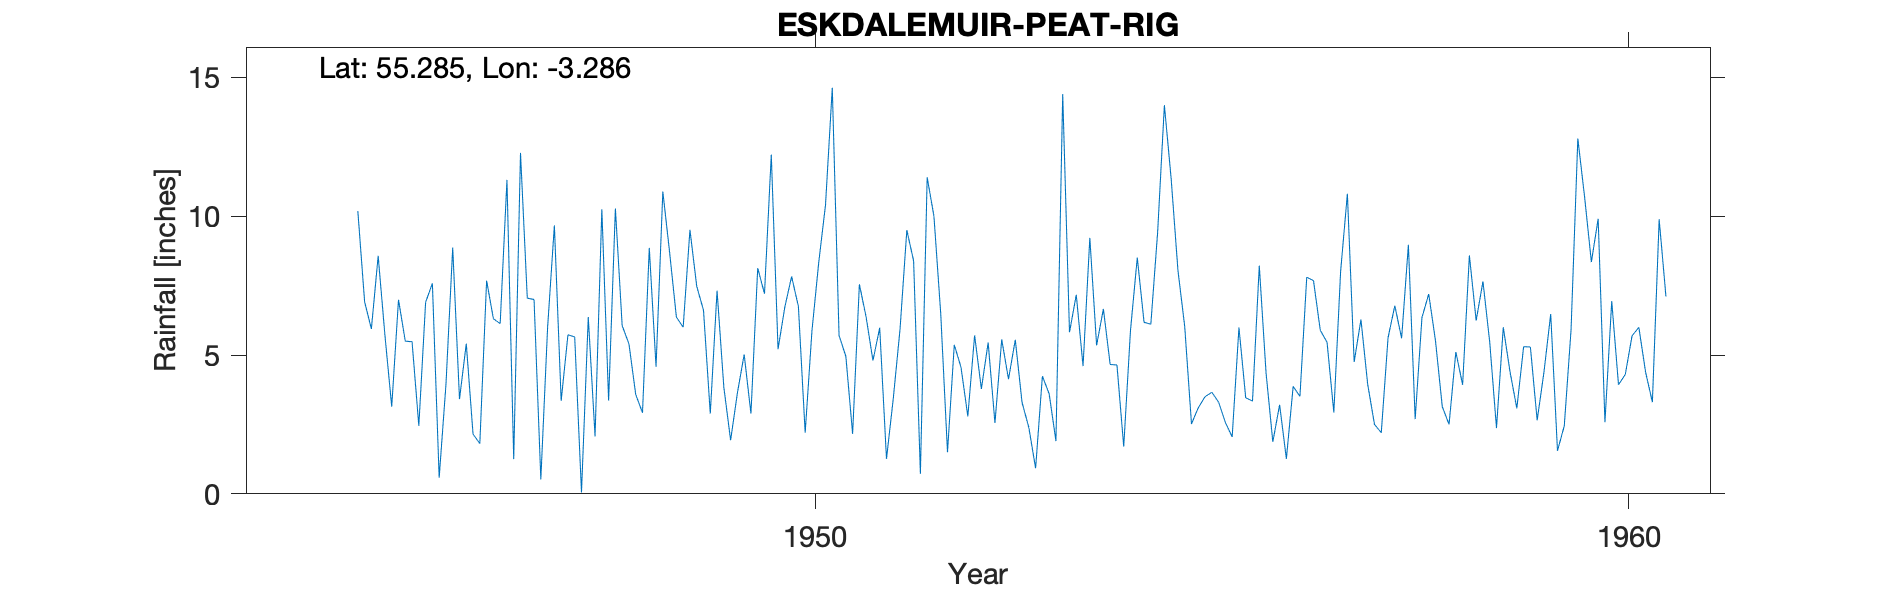 ESKDALEMUIR-PEAT-RIG
Lat: 55.285, Lon: -3.286
15
10
5
0
Rainfall [inches]
1950
1960
Year